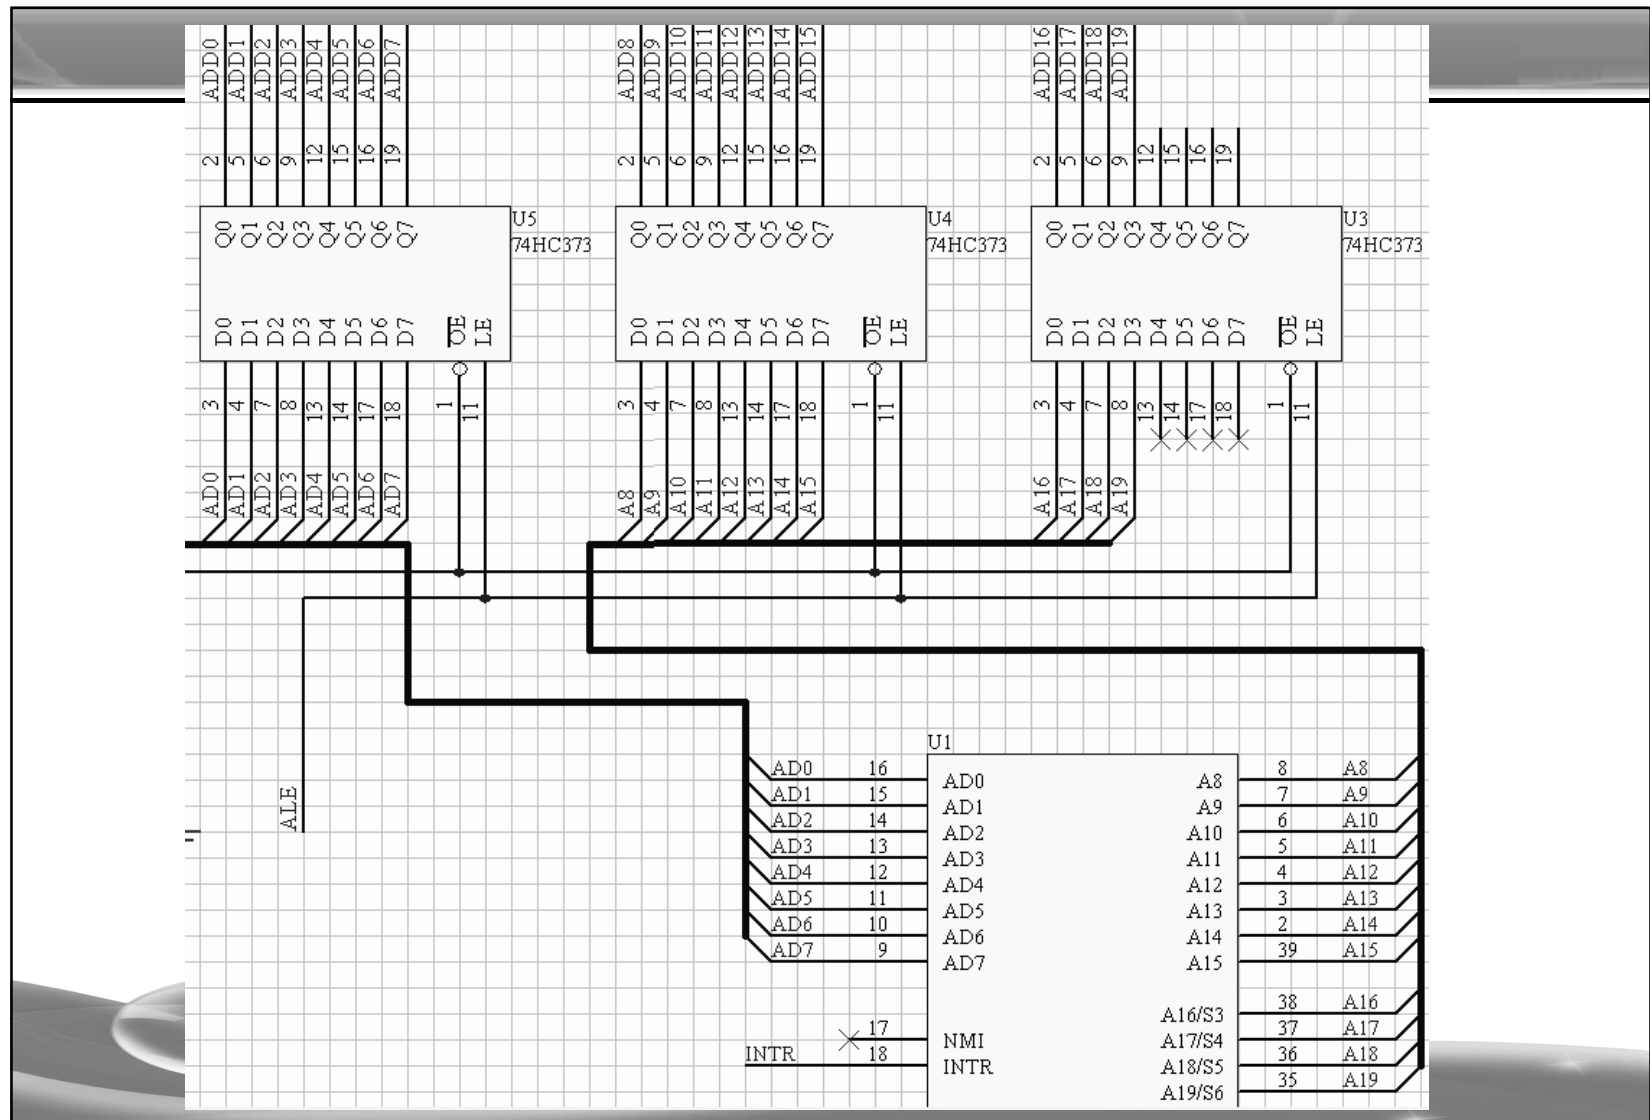 ADD0 ADD1 ADD2 ADD3 ADD4 ADD5 ADD6 ADD7
ADD8 ADD9 ADD10 ADD11 ADD12 ADD13 ADD14 ADD15
ADD16 ADD17 ADD18 ADD19
2 5 6 9 12 15 16 19
2 5 6 9 12 15 16 19
2 5 6 9 12 15 16 19
Q0 Q1 Q2 Q3 Q4 Q5 Q6 Q7
U5
74HC373
D0 D1 D2 D3 D4 D5 D6 D7 OE LE
Q0 Q1 Q2 Q3 Q4 Q5 Q6 Q7
U4
74HC373
D0 D1 D2 D3 D4 D5 D6 D7 OE LE
Q0 Q1 Q2 Q3 Q4 Q5 Q6 Q7
U3
74HC373
D0 D1 D2 D3 D4 D5 D6 D7 OE LE
3 4 7 8 13 14 17 18 1 11
3 4 7 8 13 14 17 18 1 11
3 4 7 8 13 14 17 18 1 11
AD0 AD1 AD2 AD3 AD4 AD5 AD6 AD7
A8 A9 A10 A11 A12 A13 A14 A15
A16 A17 A18 A19
ALE
U1
AD0 16 AD0 A8 8 A8
AD1 15 AD1 A9 7 A9
AD2 14 AD2 A10 6 A10
AD3 13 AD3 A11 5 A11
AD4 12 AD4 A12 4 A12
AD5 11 AD5 A13 3 A13
AD6 10 AD6 A14 2 A14
AD7 9 AD7 A15 39 A15
A16/S3 38 A16
17 NMI A17/S4 37 A17
INTR 18 INTR A18/S5 36 A18
A19/S6 35 A19